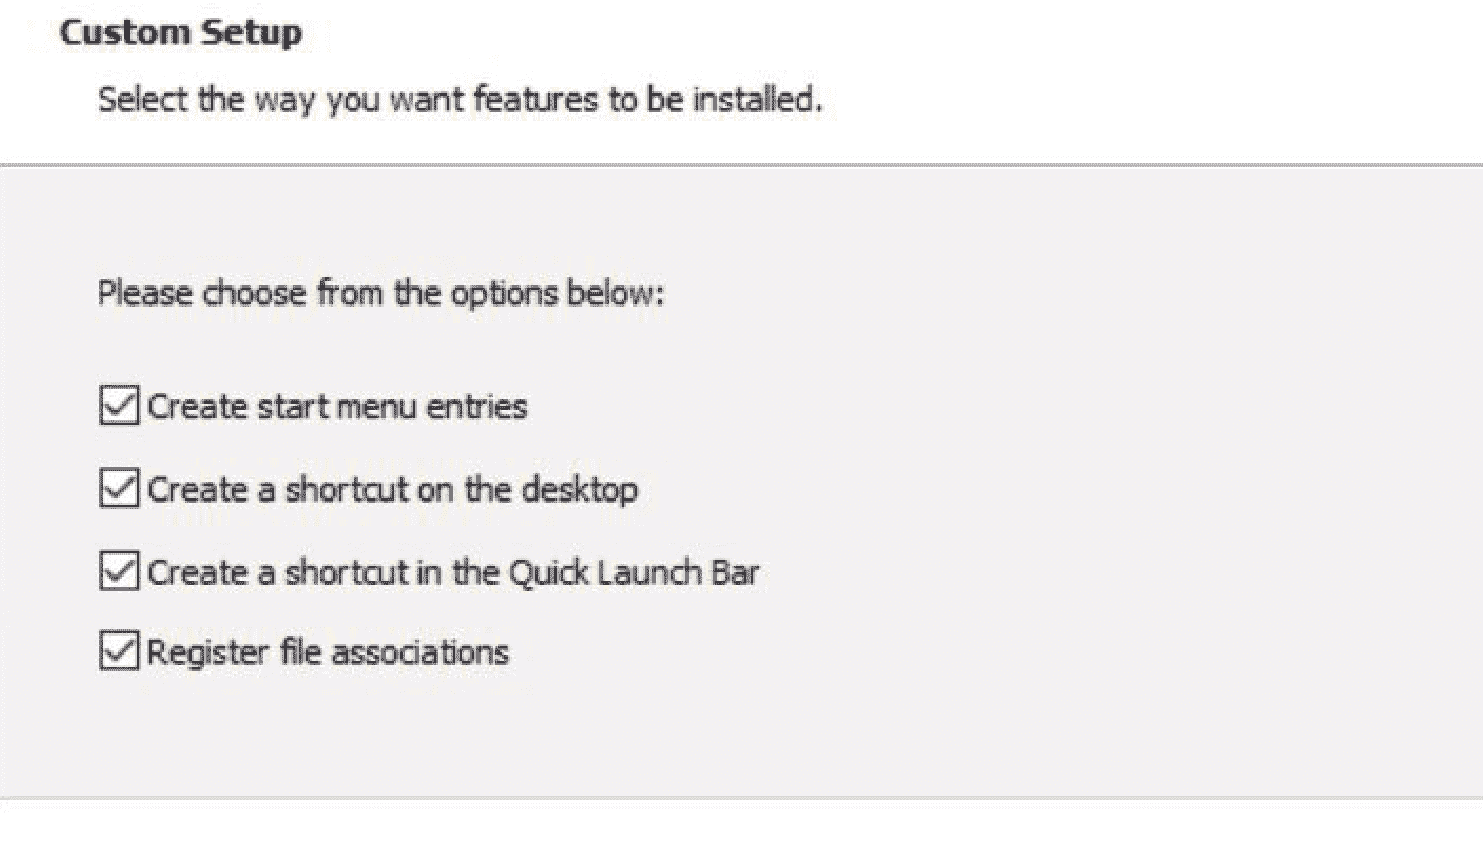 Custom Setup
Select the way you want features to be installed.
Please choose from the options below:
Create start menu entries
Create a shortcut on the desktop
Create a shortcut in the Quick Launch Bar
Register file associations